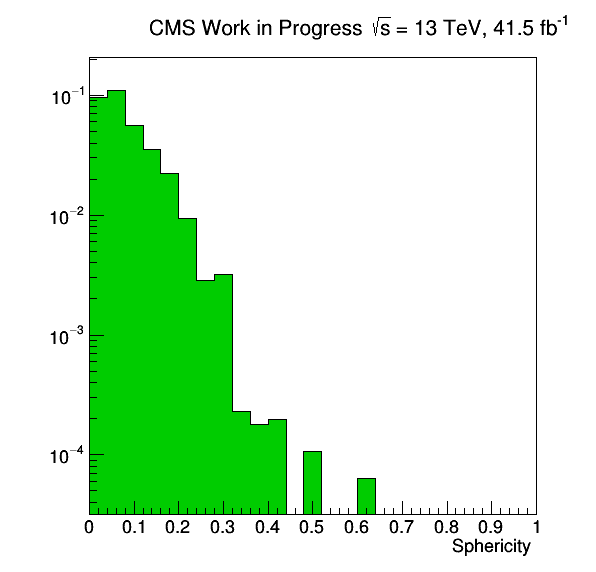 CMS Work in Progress √s = 13 TeV, 41.5 fb⁻¹
10⁻¹
10⁻²
10⁻³
10⁻⁴
0 0.1 0.2 0.3 0.4 0.5 0.6 0.7 0.8 0.9 1
Sphericity